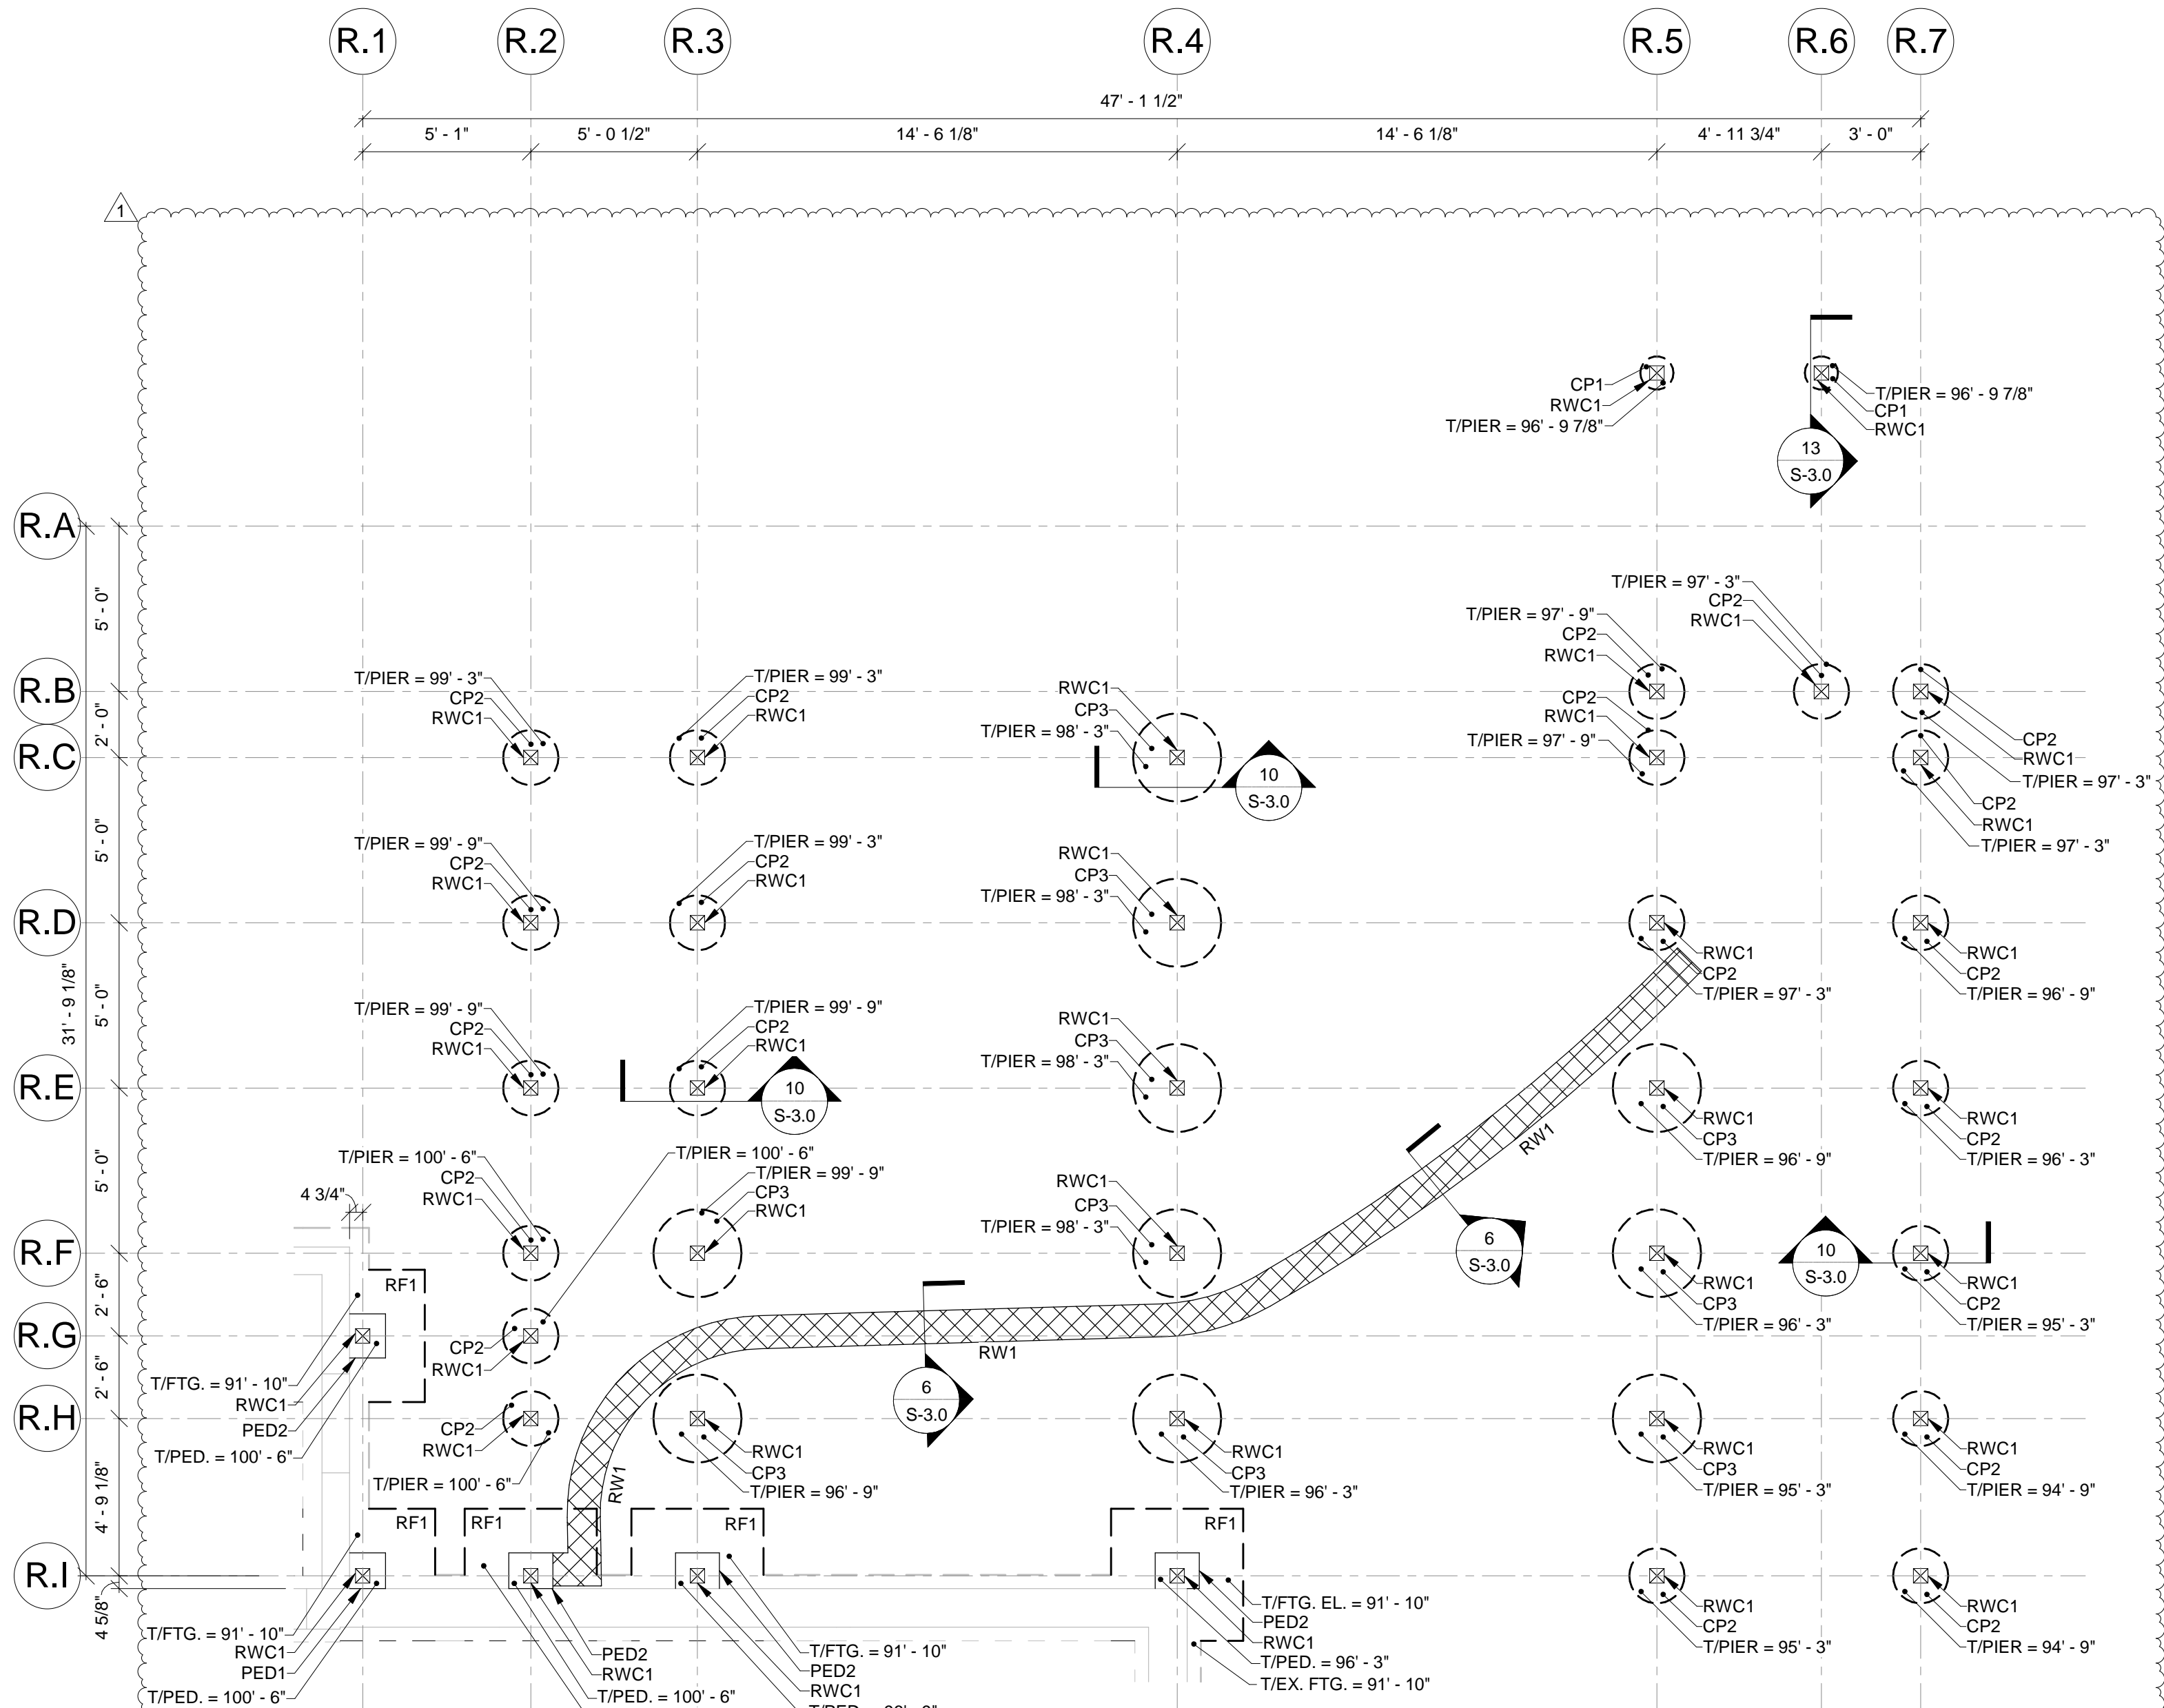 R.1
R.2
R.3
R.4
R.5
R.6
R.7
47' - 1 1/2"
5' - 1"
5' - 0 1/2"
14' - 6 1/8"
14' - 6 1/8"
4' - 11 3/4"
3' - 0"
1
CP1
RWC1
T/PIER = 96' - 9 7/8"
T/PIER = 96' - 9 7/8"
CP1
RWC1
13
S-3.0
R.A
5' - 0"
T/PIER = 97' - 3"
CP2
RWC1
T/PIER = 97' - 9"
CP2
RWC1
R.B
2' - 0"
R.C
T/PIER = 99' - 3"
CP2
RWC1
T/PIER = 99' - 3"
CP2
RWC1
RWC1
CP3
T/PIER = 98' - 3"
10
S-3.0
CP2
RWC1
T/PIER = 97' - 9"
CP2
RWC1
T/PIER = 97' - 3"
CP2
RWC1
T/PIER = 97' - 3"
5' - 0"
R.D
T/PIER = 99' - 9"
CP2
RWC1
T/PIER = 99' - 3"
CP2
RWC1
RWC1
CP3
T/PIER = 98' - 3"
RWC1
CP2
T/PIER = 97' - 3"
RWC1
CP2
T/PIER = 96' - 9"
31' - 9 1/8"
5' - 0"
R.E
T/PIER = 99' - 9"
CP2
RWC1
T/PIER = 99' - 9"
CP2
RWC1
10
S-3.0
RWC1
CP3
T/PIER = 98' - 3"
RW1
RWC1
CP3
T/PIER = 96' - 9"
RWC1
CP2
T/PIER = 96' - 3"
5' - 0"
R.F
4 3/4"
T/PIER = 100' - 6"
CP2
RWC1
T/PIER = 100' - 6"
T/PIER = 99' - 9"
CP3
RWC1
RWC1
CP3
T/PIER = 98' - 3"
6
S-3.0
RWC1
CP3
T/PIER = 96' - 3"
10
S-3.0
RWC1
CP2
T/PIER = 95' - 3"
2' - 6"
R.G
RF1
T/FTG. = 91' - 10"
RWC1
PED2
T/PED. = 100' - 6"
CP2
RWC1
RW1
6
S-3.0
2' - 6"
R.H
CP2
RWC1
T/PIER = 100' - 6"
RW1
RWC1
CP3
T/PIER = 96' - 9"
RWC1
CP3
T/PIER = 96' - 3"
RWC1
CP3
T/PIER = 95' - 3"
RWC1
CP2
T/PIER = 94' - 9"
4' - 9 1/8"
R.I
4 5/8"
RF1
RF1
RF1
RF1
T/FTG. = 91' - 10"
RWC1
PED1
T/PED. = 100' - 6"
PED2
RWC1
T/PED. = 100' - 6"
T/FTG. = 91' - 10"
PED2
RWC1
T/FTG. EL. = 91' - 10"
PED2
RWC1
T/PED. = 96' - 3"
T/EX. FTG. = 91' - 10"
RWC1
CP2
T/PIER = 95' - 3"
RWC1
CP2
T/PIER = 94' - 9"